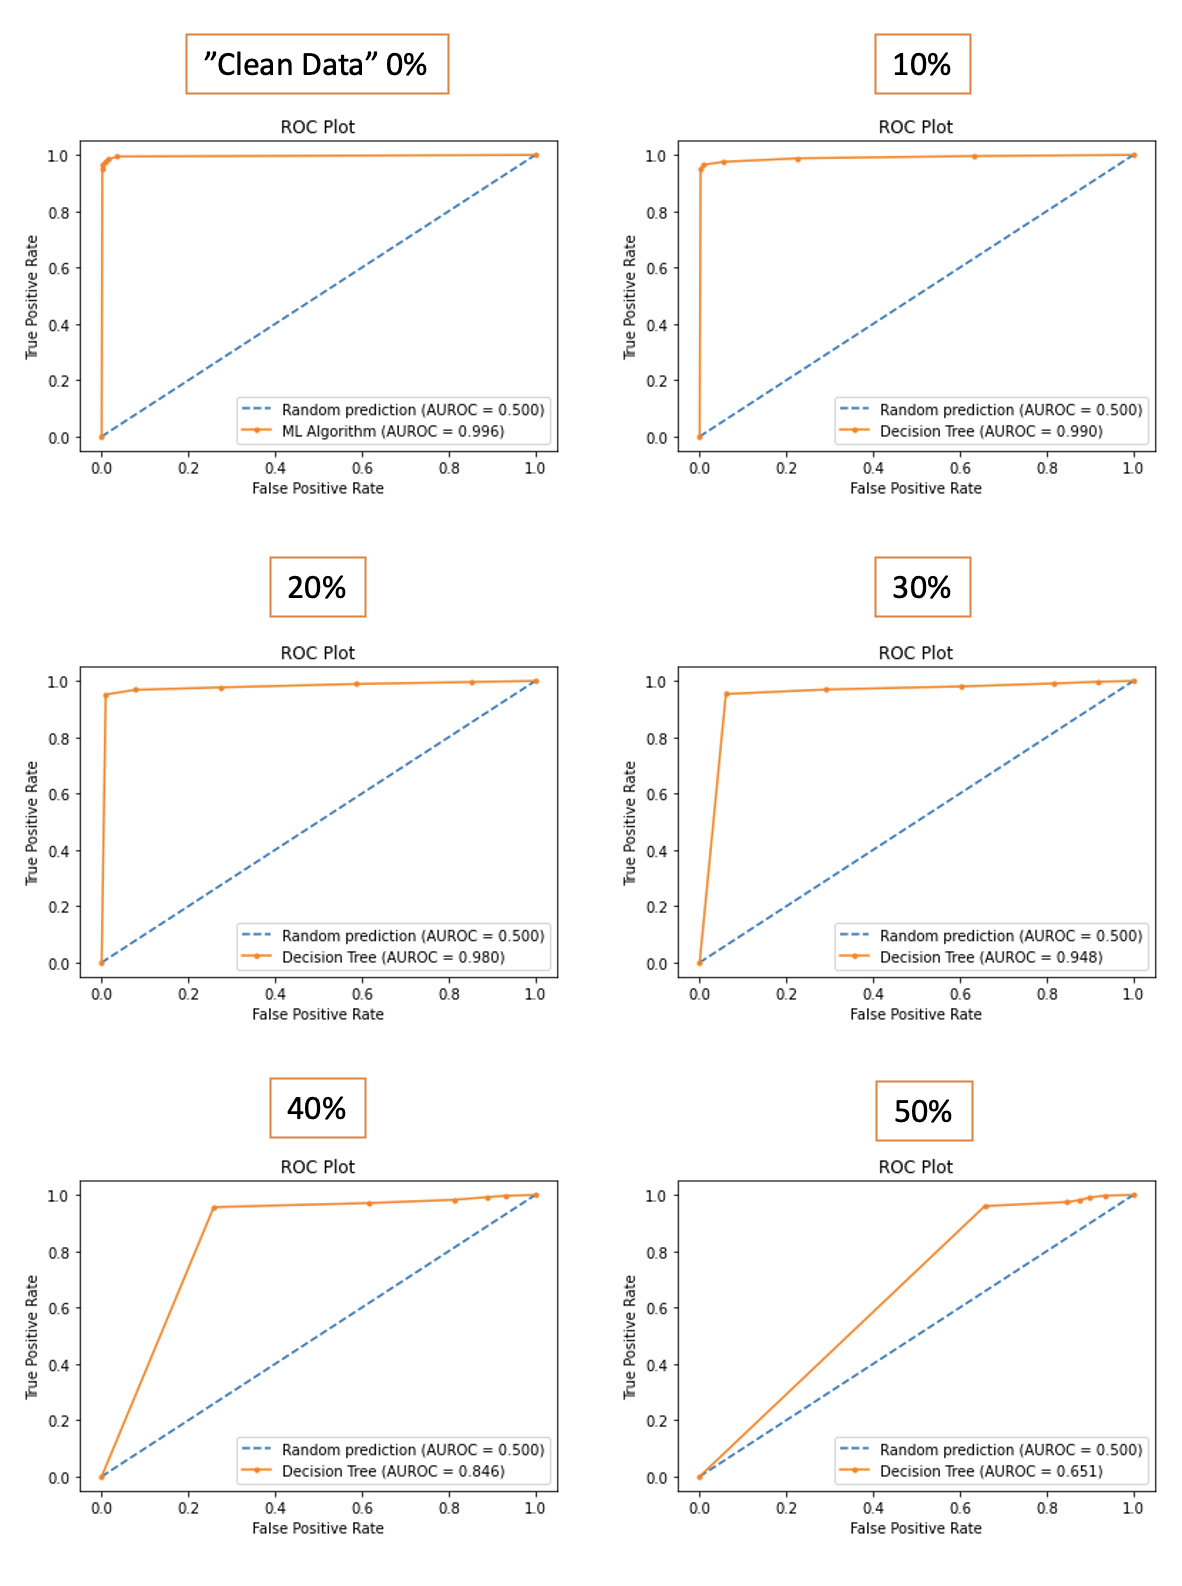 ”Clean Data” 0%
ROC Plot
1.0
0.8
0.6
0.4
0.2
0.0
True Positive Rate
Random prediction (AUROC = 0.500)
ML Algorithm (AUROC = 0.996)
0.0 0.2 0.4 0.6 0.8 1.0
False Positive Rate
10%
ROC Plot
1.0
0.8
0.6
0.4
0.2
0.0
True Positive Rate
Random prediction (AUROC = 0.500)
Decision Tree (AUROC = 0.990)
0.0 0.2 0.4 0.6 0.8 1.0
False Positive Rate
20%
ROC Plot
1.0
0.8
0.6
0.4
0.2
0.0
True Positive Rate
Random prediction (AUROC = 0.500)
Decision Tree (AUROC = 0.980)
0.0 0.2 0.4 0.6 0.8 1.0
False Positive Rate
30%
ROC Plot
1.0
0.8
0.6
0.4
0.2
0.0
True Positive Rate
Random prediction (AUROC = 0.500)
Decision Tree (AUROC = 0.948)
0.0 0.2 0.4 0.6 0.8 1.0
False Positive Rate
40%
ROC Plot
1.0
0.8
0.6
0.4
0.2
0.0
True Positive Rate
Random prediction (AUROC = 0.500)
Decision Tree (AUROC = 0.846)
0.0 0.2 0.4 0.6 0.8 1.0
False Positive Rate
50%
ROC Plot
1.0
0.8
0.6
0.4
0.2
0.0
True Positive Rate
Random prediction (AUROC = 0.500)
Decision Tree (AUROC = 0.651)
0.0 0.2 0.4 0.6 0.8 1.0
False Positive Rate